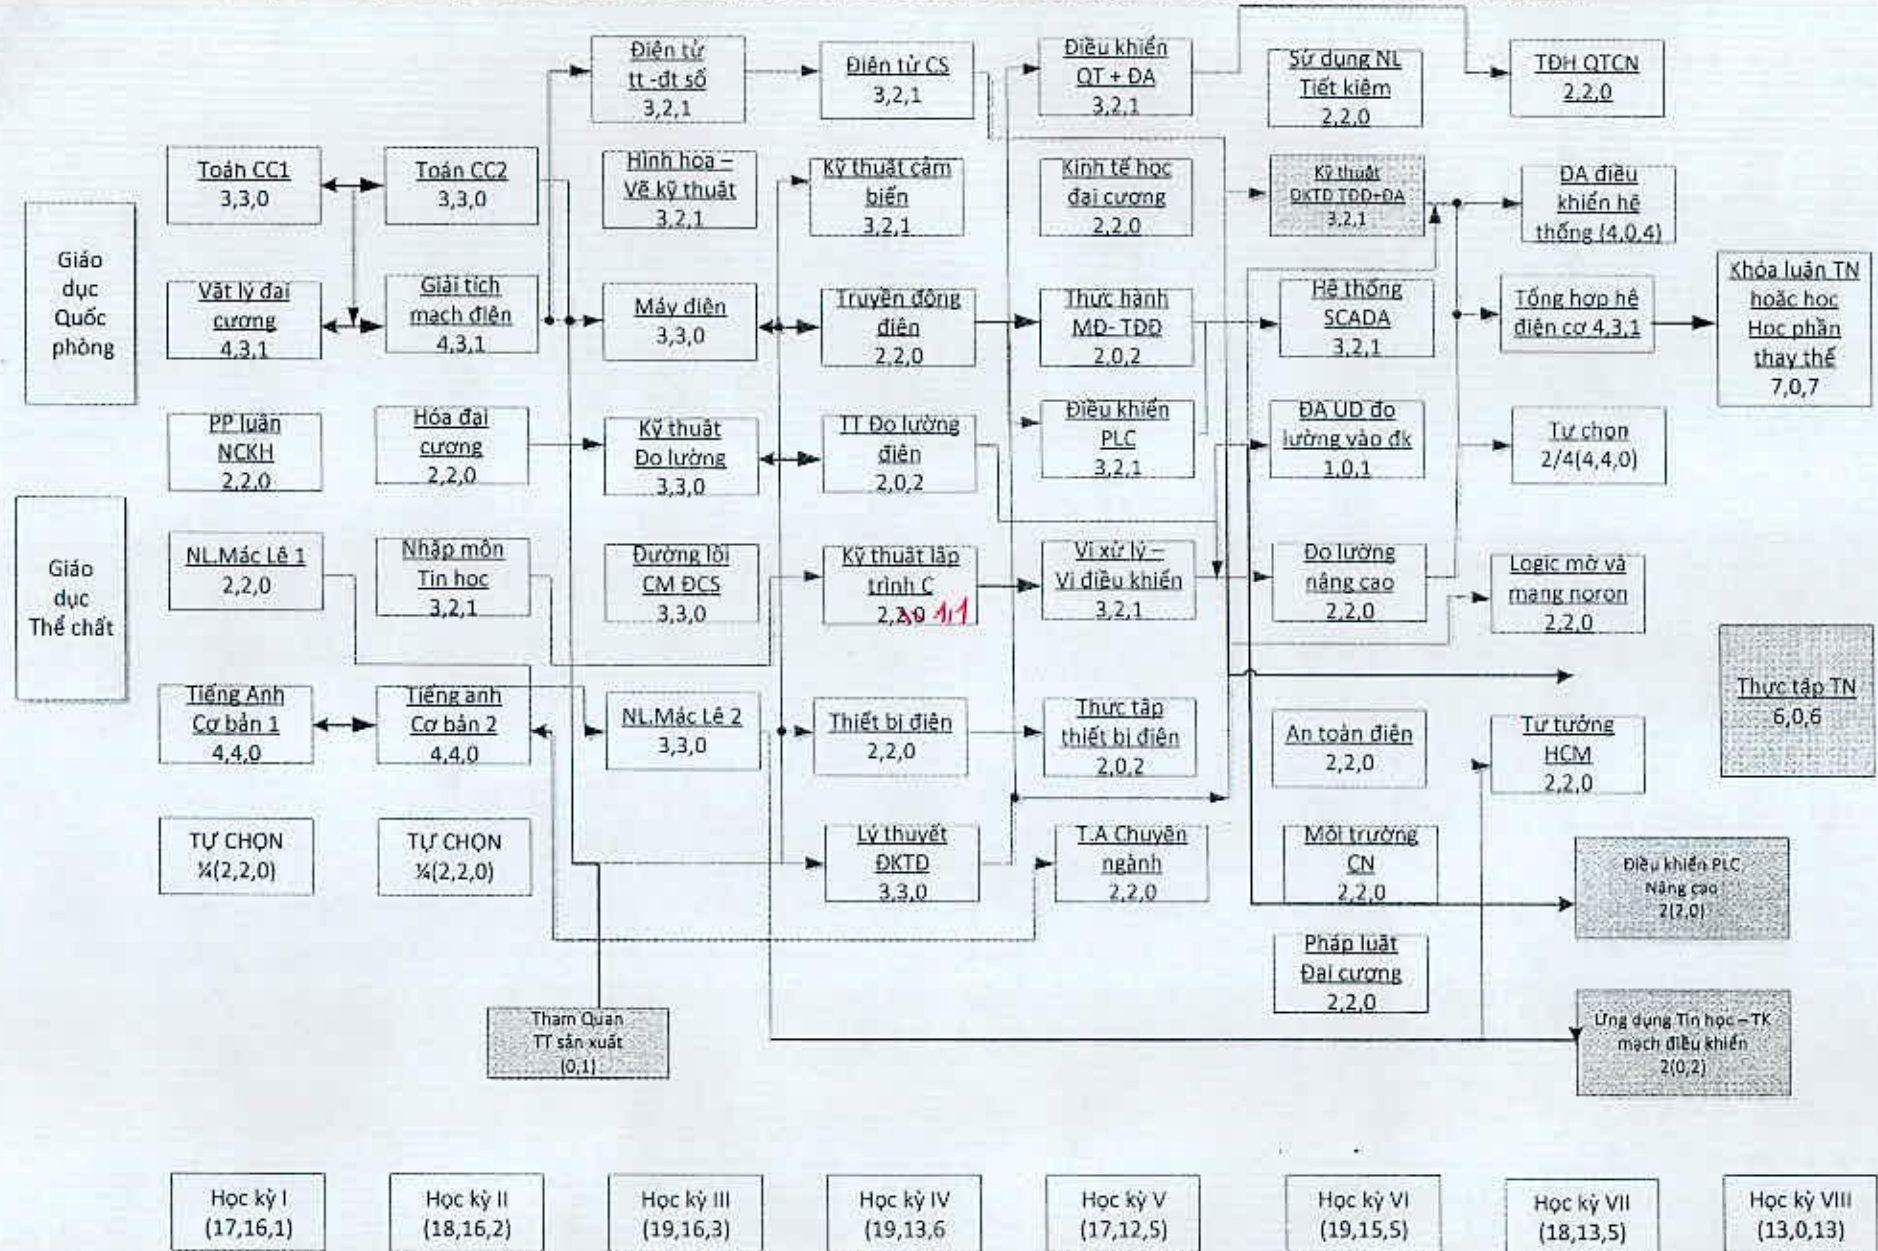 Giáo
dục
Quốc
phòng
Giáo
dục
Thể chất
Toán CC1
3,3,0
Vật lý đại
cương
4,3,1
PP luận
NCKH
2,2,0
NL.Mác Lê 1
2,2,0
Tiếng Anh
Cơ bản 1
4,4,0
TỰ CHỌN
¼(2,2,0)
Toán CC2
3,3,0
Giải tích
mạch điện
4,3,1
Hóa đại
cương
2,2,0
Nhập môn
Tin học
3,2,1
Tiếng anh
Cơ bản 2
4,4,0
TỰ CHỌN
¼(2,2,0)
Điện tử
tt -đt số
3,2,1
Hình họa –
Vẽ kỹ thuật
3,2,1
Máy điện
3,3,0
Kỹ thuật
Đo lường
3,3,0
Đường lối
CM ĐCS
3,3,0
NL.Mác Lê 2
3,3,0
Tham Quan
TT sản xuất
(0,1)
Điện tử CS
3,2,1
Kỹ thuật cảm
biến
3,2,1
Truyền động
điện
2,2,0
TT Đo lường
điện
2,0,2
Kỹ thuật lập
trình C
2,2,0 1,1
Thiết bị điện
2,2,0
Lý thuyết
ĐKTĐ
3,3,0
Điều khiển
QT + ĐA
3,2,1
Kinh tế học
đại cương
2,2,0
Thực hành
MĐ- TĐĐ
2,0,2
Điều khiển
PLC
3,2,1
Vi xử lý –
Vi điều khiển
3,2,1
Thực tập
thiết bị điện
2,0,2
T.A Chuyên
ngành
2,2,0
Sử dụng NL
Tiết kiệm
2,2,0
Kỹ thuật
ĐKTĐ TĐĐ+ĐA
3,2,1
Hệ thống
SCADA
3,2,1
ĐA UD đo
lường vào đk
1,0,1
Đo lường
nâng cao
2,2,0
An toàn điện
2,2,0
Môi trường
CN
2,2,0
Pháp luật
Đại cương
2,2,0
TĐH QTCN
2,2,0
ĐA điều
khiển hệ
thống (4,0,4)
Tổng hợp hệ
điện cơ 4,3,1
Tự chọn
2/4(4,4,0)
Logic mờ và
mạng noron
2,2,0
Tư tưởng
HCM
2,2,0
Điều khiển PLC
Nâng cao
2(2,0)
Ứng dụng Tin học – TK
mạch điều khiển
2(0,2)
Khóa luận TN
hoặc học
Học phần
thay thế
7,0,7
Thực tập TN
6,0,6
Học kỳ I
(17,16,1)
Học kỳ II
(18,16,2)
Học kỳ III
(19,16,3)
Học kỳ IV
(19,13,6
Học kỳ V
(17,12,5)
Học kỳ VI
(19,15,5)
Học kỳ VII
(18,13,5)
Học kỳ VIII
(13,0,13)